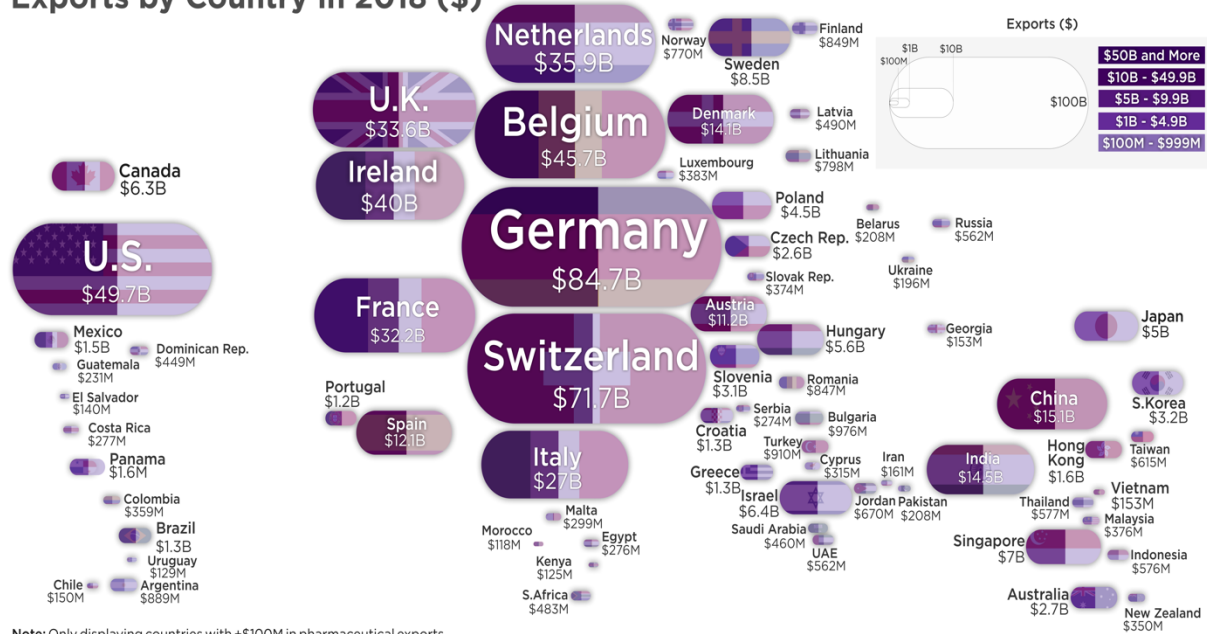 Exports by Country in 2018 ($)
Exports ($)
$100M
$1B
$10B
$100B
$50B and More
$10B - $49.9B
$5B - $9.9B
$1B - $4.9B
$100M - $999M
Netherlands
$35.9B
Norway
$770M
Sweden
$8.5B
Finland
$849M
U.K.
$33.6B
Belgium
$45.7B
Denmark
$14.1B
Latvia
$490M
Lithuania
$798M
Luxembourg
$383M
Canada
$6.3B
Ireland
$40B
Germany
$84.7B
Poland
$4.5B
Belarus
$208M
Russia
$562M
Czech Rep.
$2.6B
Ukraine
$196M
Slovak Rep.
$374M
U.S.
$49.7B
France
$32.2B
Austria
$11.2B
Hungary
$5.6B
Georgia
$153M
Japan
$5B
Mexico
$1.5B
Dominican Rep.
$449M
Guatemala
$231M
El Salvador
$140M
Costa Rica
$277M
Panama
$1.6M
Switzerland
$71.7B
Slovenia
$3.1B
Romania
$847M
Portugal
$1.2B
Spain
$12.1B
Croatia
$1.3B
Serbia
$274M
Bulgaria
$976M
China
$15.1B
S.Korea
$3.2B
Italy
$27B
Turkey
$910M
Cyprus
$315M
Iran
$161M
India
$14.5B
Hong
Kong
$1.6B
Taiwan
$615M
Greece
$1.3B
Israel
$6.4B
Jordan
$670M
Pakistan
$208M
Thailand
$577M
Vietnam
$153M
Malaysia
$376M
Colombia
$359M
Brazil
$1.3B
Uruguay
$129M
Chile
$150M
Argentina
$889M
Malta
$299M
Morocco
$118M
Egypt
$276M
Kenya
$125M
S.Africa
$483M
Saudi Arabia
$460M
UAE
$562M
Singapore
$7B
Indonesia
$576M
Australia
$2.7B
New Zealand
$350M
Note: Only displaying countries with +$100M in pharmaceutical exports